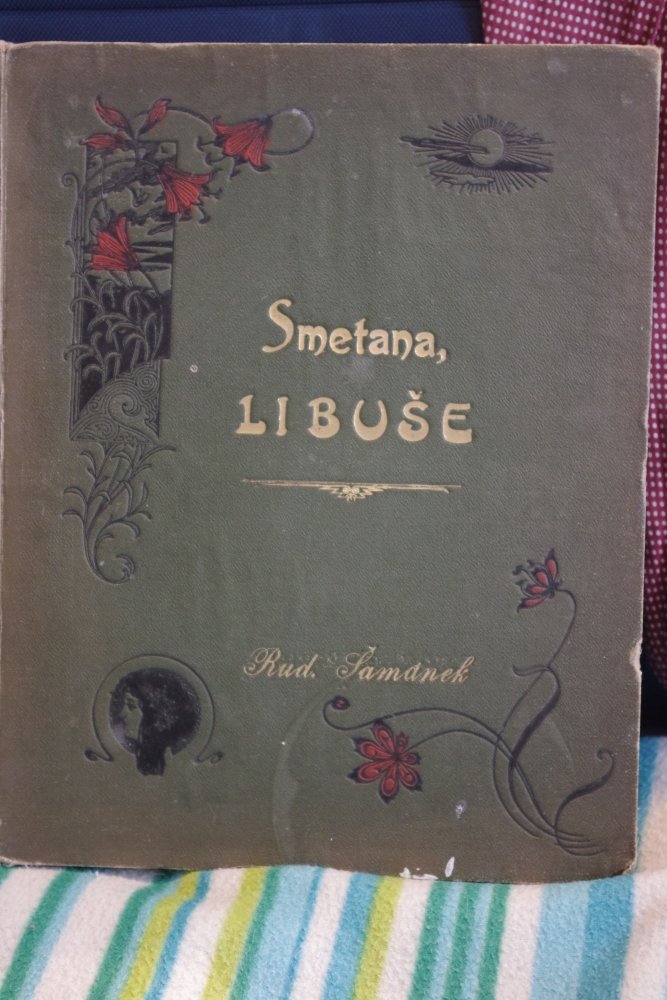 Smetana,
LIBUŠE
Rud. Šamánek